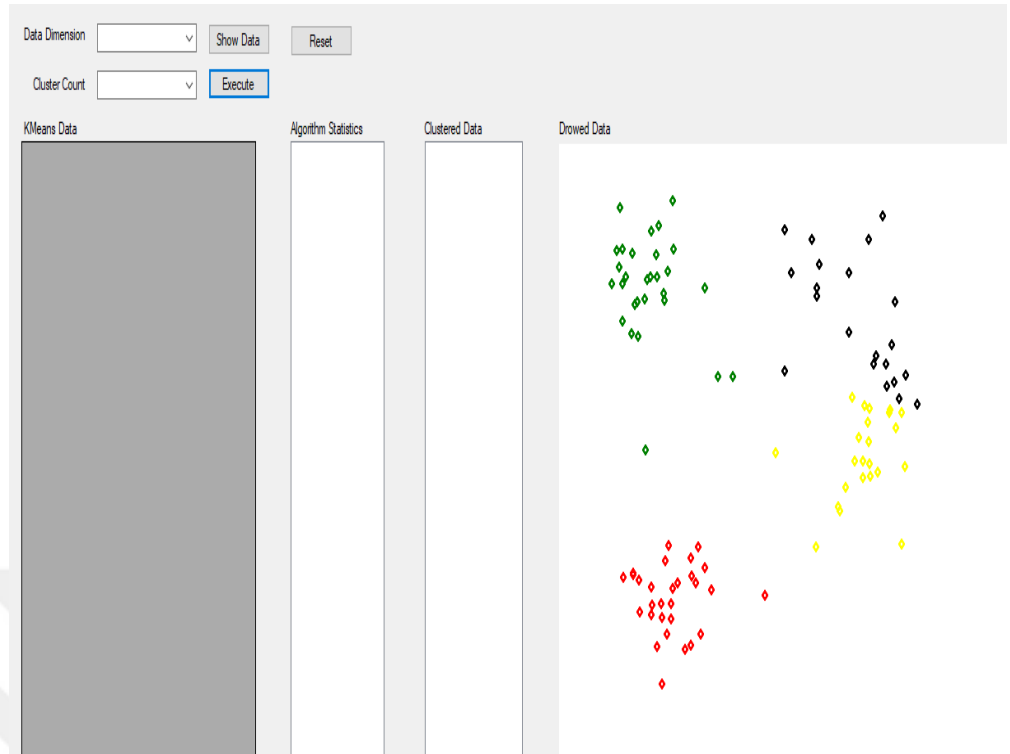 Data Dimension Show Data Reset
Cluster Count Execute
KMeans Data Algorithm Statistics Clustered Data Drowed Data